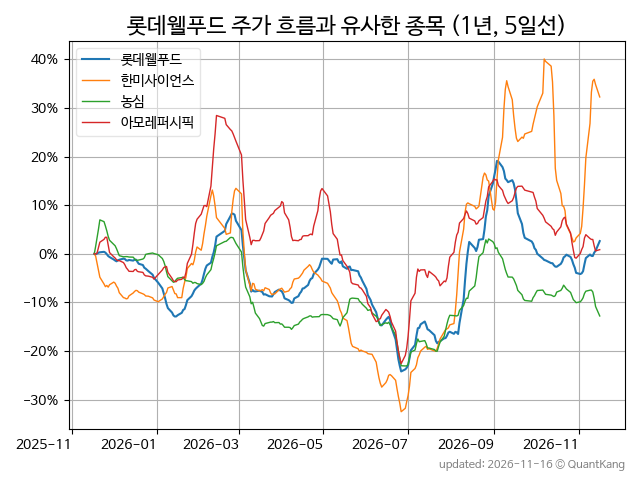 롯데웰푸드 주가 흐름과 유사한 종목 (1년, 5일선)
롯데웰푸드
한미사이언스
농심
아모레퍼시픽
40%
30%
20%
10%
0%
−10%
−20%
−30%
2025-11
2026-01
2026-03
2026-05
2026-07
2026-09
2026-11
updated: 2026-11-16 © QuantKang